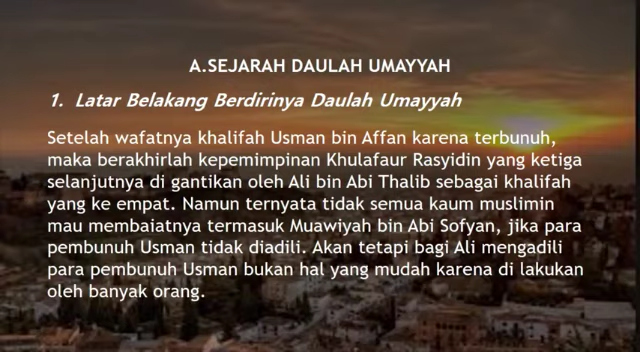 A.SEJARAH DAULAH UMAYYAH
1. Latar Belakang Berdirinya Daulah Umayyah
Setelah wafatnya khalifah Usman bin Affan karena terbunuh,
maka berakhirlah kepemimpinan Khulafaur Rasyidin yang ketiga
selanjutnya di gantikan oleh Ali bin Abi Thalib sebagai khalifah
yang ke empat. Namun ternyata tidak semua kaum muslimin
mau membaiatnya termasuk Muawiyah bin Abi Sofyan, jika para
pembunuh Usman tidak diadili. Akan tetapi bagi Ali mengadili
para pembunuh Usman bukan hal yang mudah karena di lakukan
oleh banyak orang.